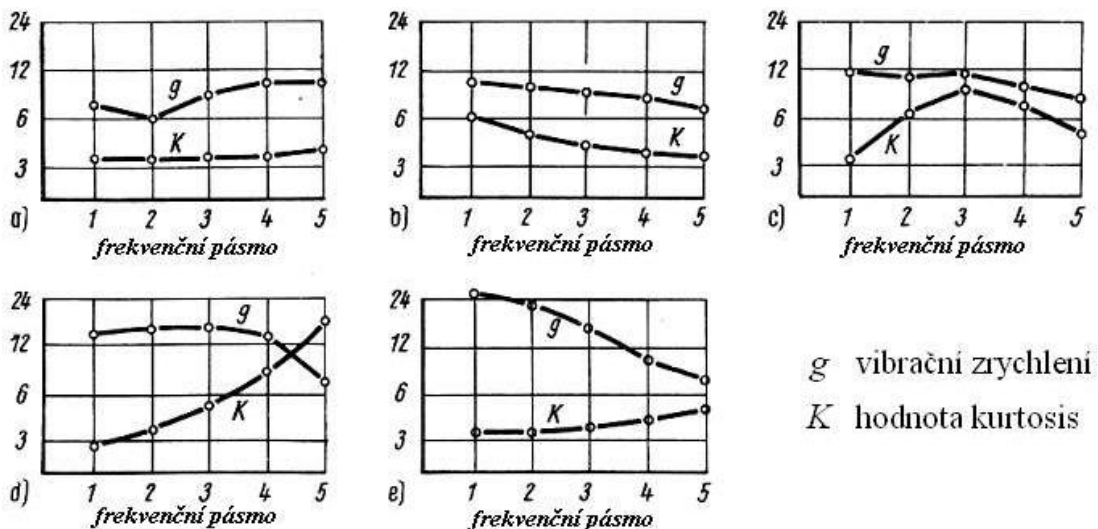 24
12
6
3
g
K
a)
1 2 3 4 5
frekvenční pásmo
24
12
6
3
g
K
b)
1 2 3 4 5
frekvenční pásmo
24
12
6
3
g
K
c)
1 2 3 4 5
frekvenční pásmo
24
12
6
3
g
K
d)
1 2 3 4 5
frekvenční pásmo
24
12
6
3
g
K
e)
1 2 3 4 5
frekvenční pásmo
g vibrační zrychlení
K hodnota kurtosis